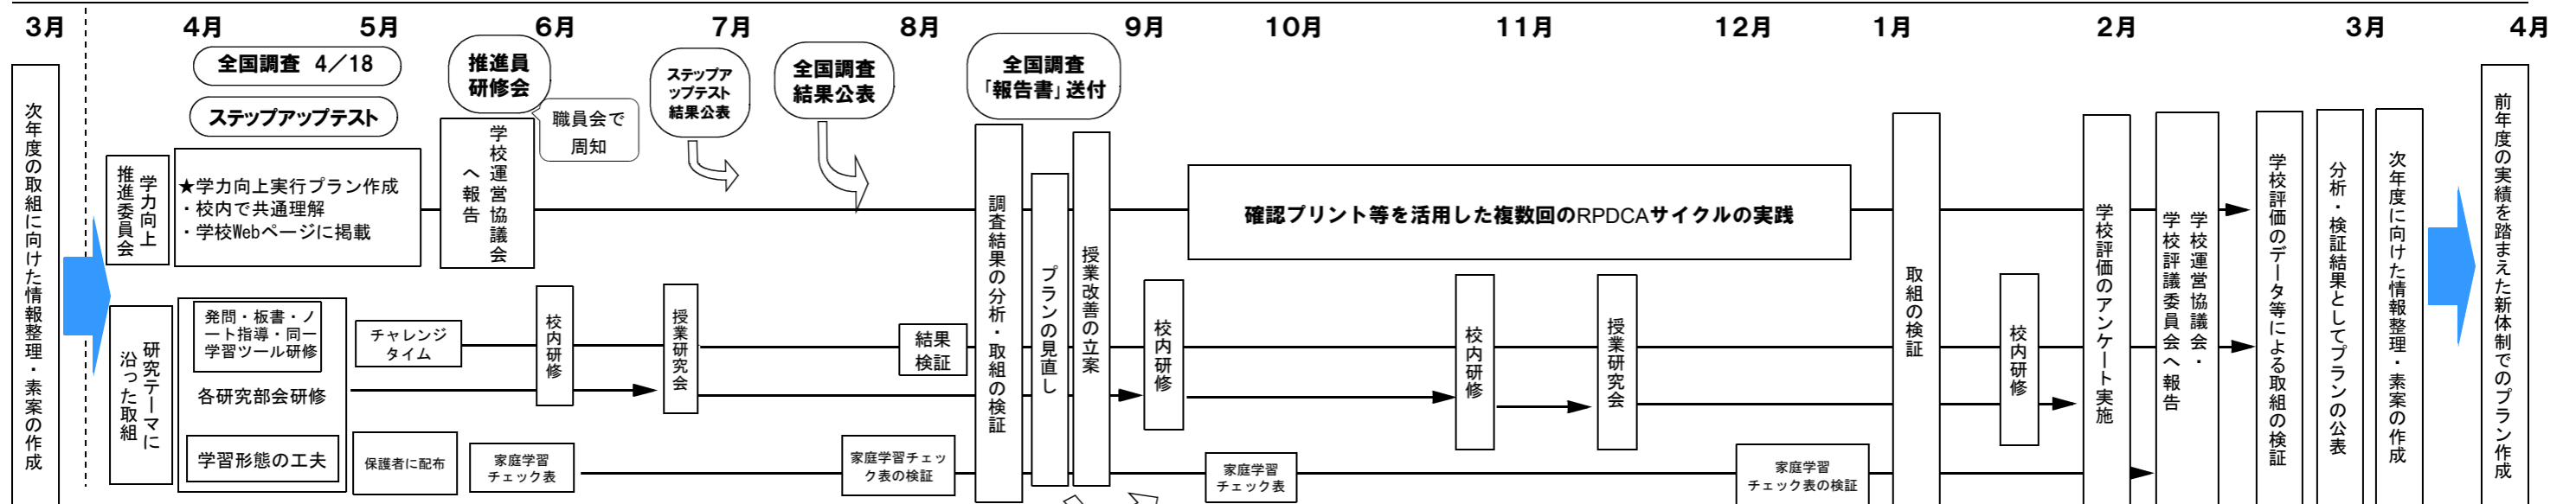 3月
4月
5月
6月
7月
8月
9月
10月
11月
12月
1月
2月
3月
4月
全国調査 4／18
ステップアップテスト
推進員
研修会
職員会で
周知
ステップア
ップテスト
結果公表
全国調査
結果公表
全国調査
「報告書」送付
次年度の取組に向けた情報整理・素案の作成
学力向上
推進委員会
★学力向上実行プラン作成
・校内で共通理解
・学校Webページに掲載
学校運営協議会
へ報告
調査結果の分析・取組の検証
プランの見直し
授業改善の立案
確認プリント等を活用した複数回のRPDCAサイクルの実践
取組の検証
学校評価のアンケート実施
学校運営協議会・
学校評議委員会へ報告
学校評価のデータ等による取組の検証
分析・検証結果としてプランの公表
次年度に向けた情報整理・素案の作成
前年度の実績を踏まえた新体制でのプラン作成
研究テーマに
沿った取組
発問・板書・ノ
ート指導・同一
学習ツール研修
各研究部会研修
学習形態の工夫
チャレンジ
タイム
校内研修
授業研究会
結果
検証
校内研修
校内研修
授業研究会
校内研修
保護者に配布
家庭学習
チェック表
家庭学習チェッ
ク表の検証
家庭学習
チェック表
家庭学習
チェック表の検証